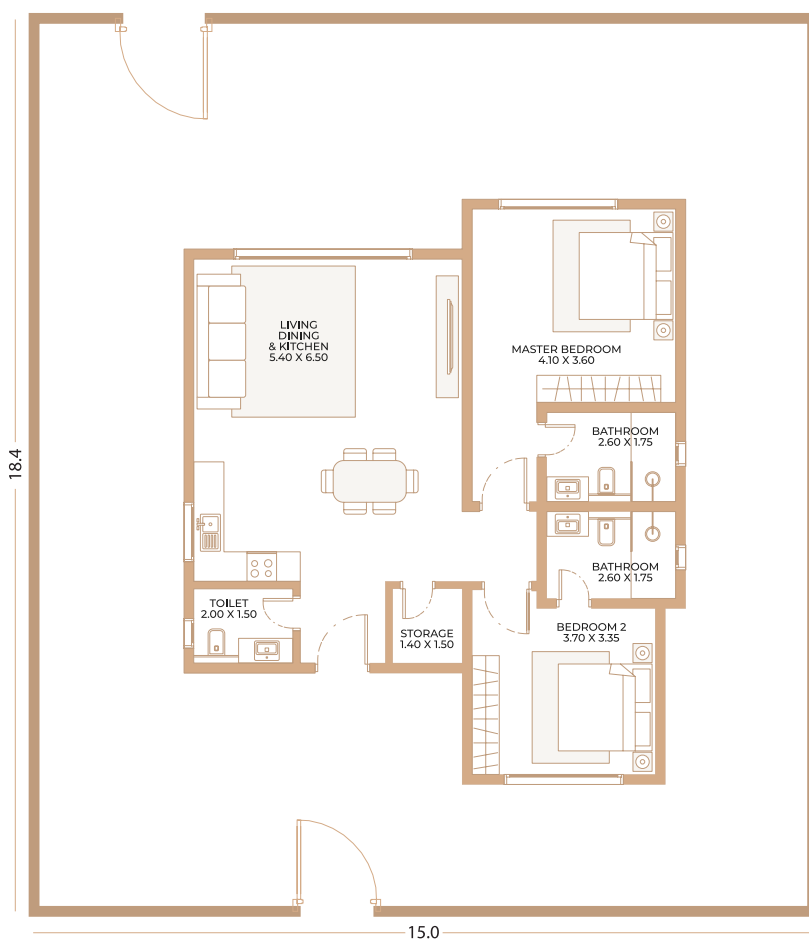 LIVING
DINING
& KITCHEN
5.40 X 6.50
MASTER BEDROOM
4.10 X 3.60
BATHROOM
2.60 X 1.75
18.4
BATHROOM
2.60 X 1.75
TOILET
2.00 X 1.50
STORAGE
1.40 X 1.50
BEDROOM 2
3.70 X 3.35
15.0